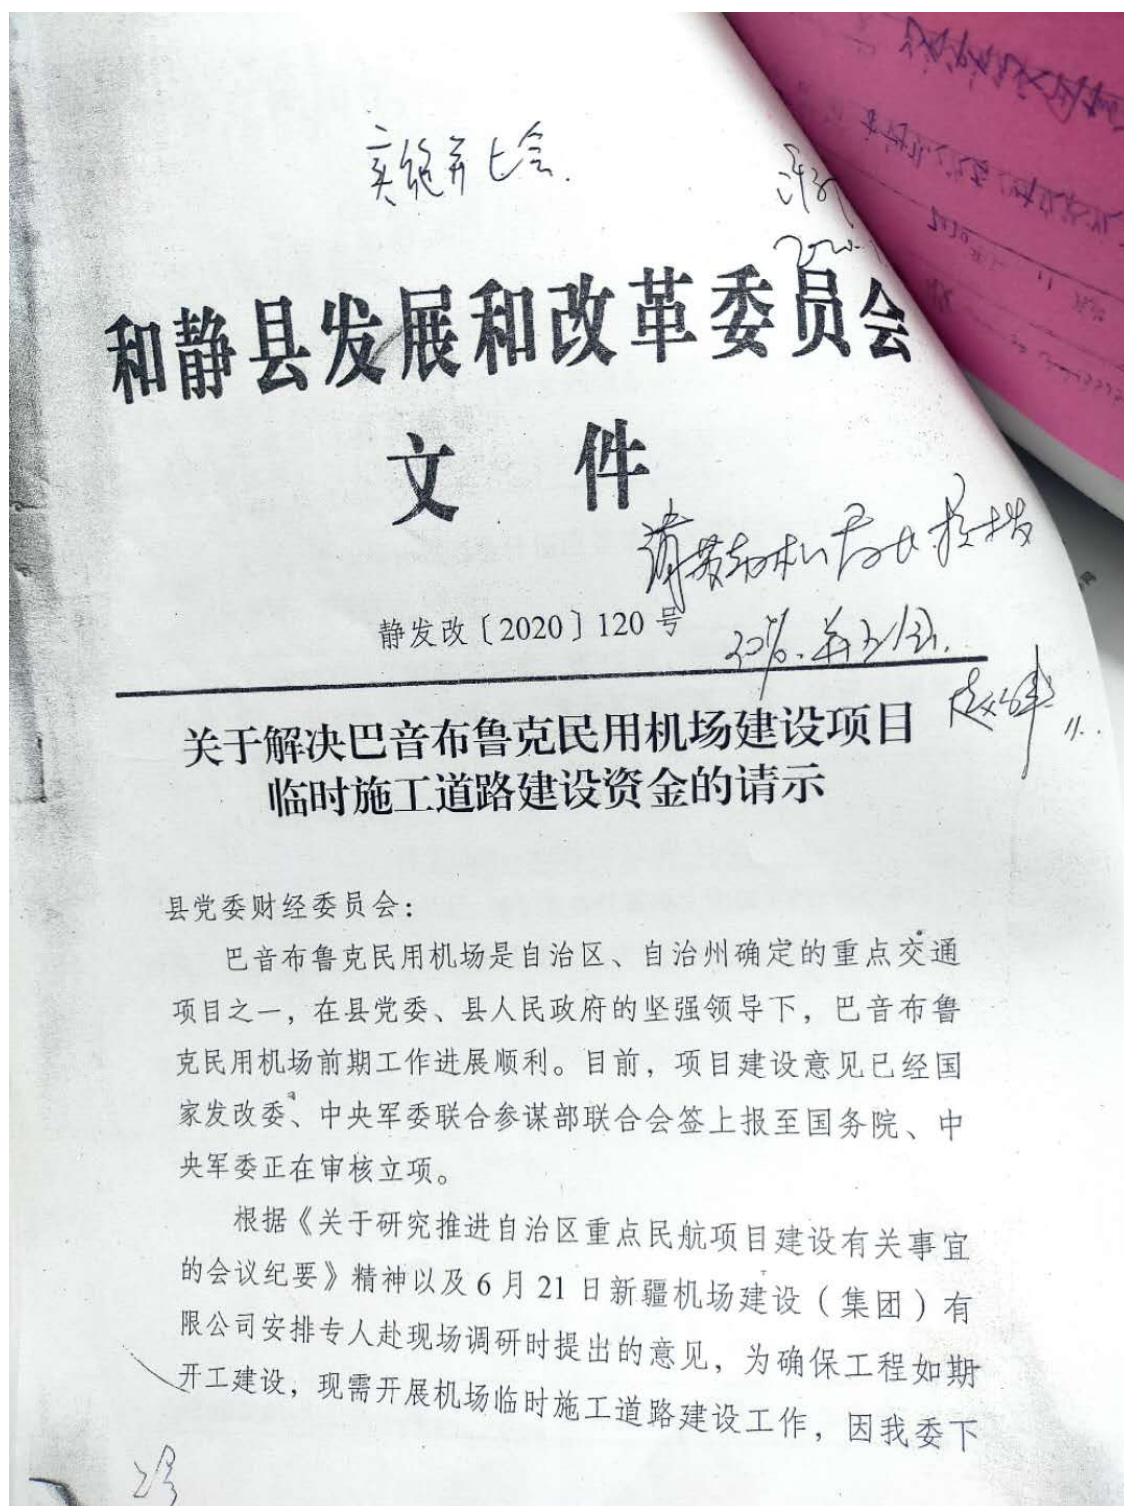 和静县发展和改革委员会
文 件
静发改〔2020〕120 号
关于解决巴音布鲁克民用机场建设项目
临时施工道路建设资金的请示
县党委财经委员会：
巴音布鲁克民用机场是自治区、自治州确定的重点交通
项目之一，在县党委、县人民政府的坚强领导下，巴音布鲁
克民用机场前期工作进展顺利。目前，项目建设意见已经国
家发改委、中央军委联合参谋部联合会签上报至国务院、中
央军委正在审核立项。
根据《关于研究推进自治区重点民航项目建设有关事宜
的会议纪要》精神以及 6 月 21 日新疆机场建设（集团）有
限公司安排专人赴现场调研时提出的意见，为确保工程如期
开工建设，现需开展机场临时施工道路建设工作，因我委下